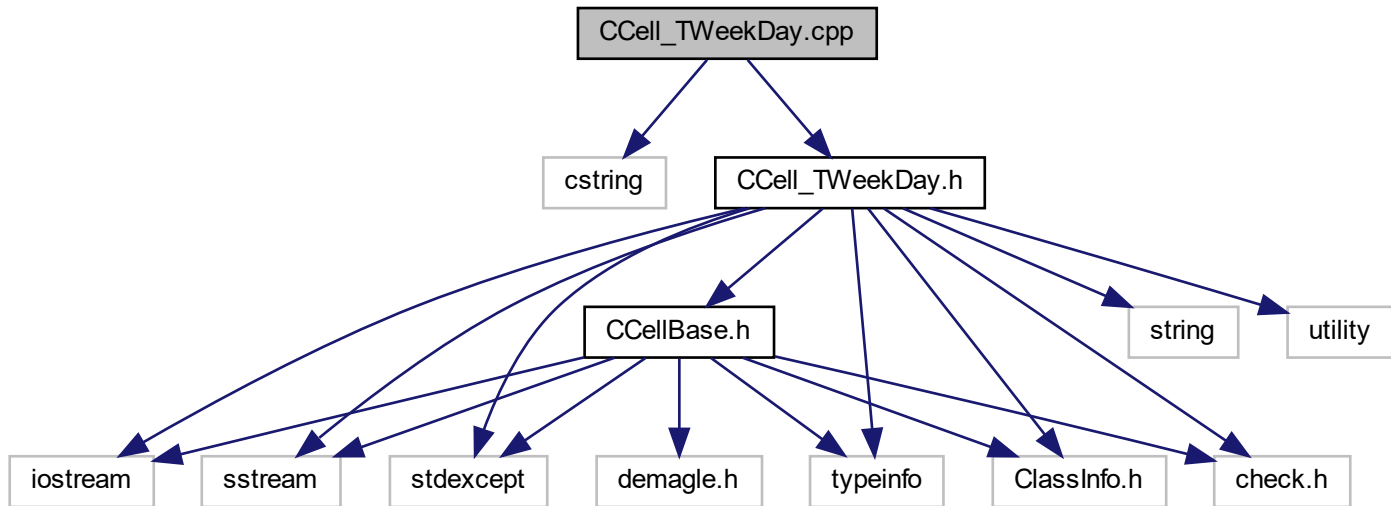 CCell_TWeekDay.cpp
cstring
CCell_TWeekDay.h
CCellBase.h
string
utility
iostream
sstream
stdexcept
demagle.h
typeinfo
ClassInfo.h
check.h